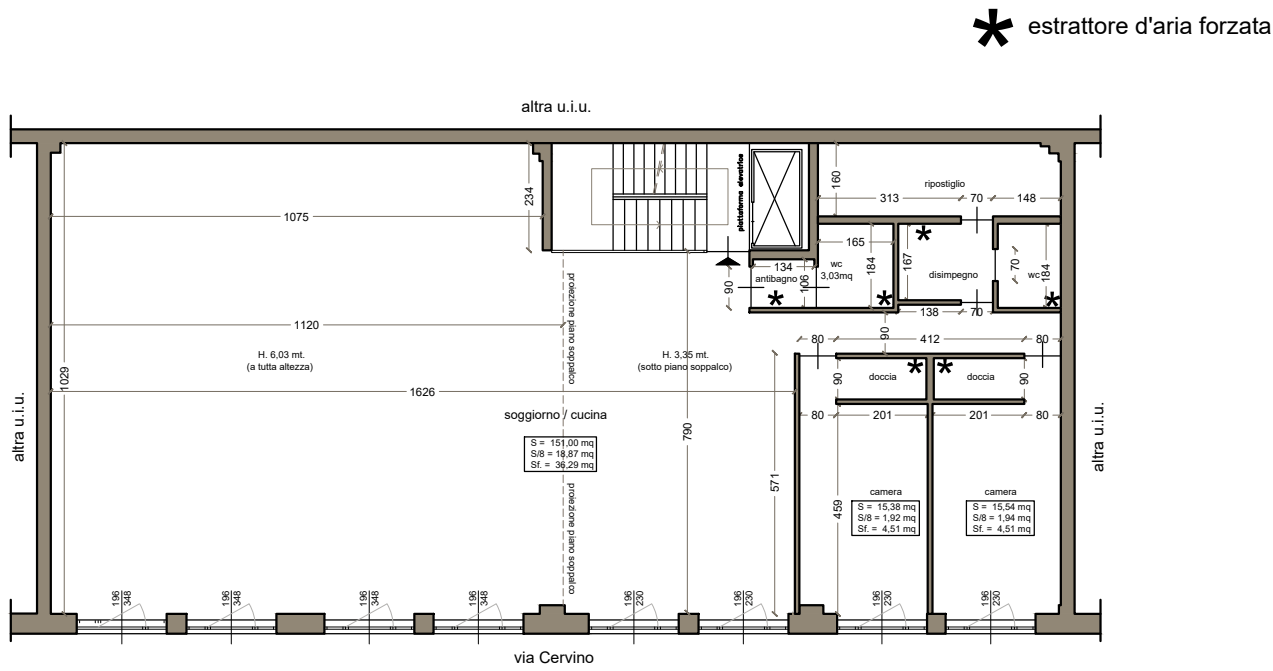 * estrattore d'aria forzata
altra u.i.u.
1075
234
piattaforma elevatrice
160
ripostiglio
313
70
148
165
wc
3,03mq
184
167
disimpegno
70
wc
184
134
antibagno
106
90
138
70
1120
proiezione piano soppalco
H. 6,03 mt.
(a tutta altezza)
H. 3,35 mt.
(sotto piano soppalco)
80
90
412
80
1029
1626
doccia
90
doccia
90
80
201
201
80
altra u.i.u.
soggiorno / cucina
S = 151,00 mq
S/8 = 18,87 mq
Sf. = 36,29 mq
790
571
459
altra u.i.u.
proiezione piano soppalco
camera
S = 15,38 mq
S/8 = 1,92 mq
Sf. = 4,51 mq
camera
S = 15,54 mq
S/8 = 1,94 mq
Sf. = 4,51 mq
196
348
196
348
196
348
196
348
196
230
196
230
196
230
196
230
via Cervino